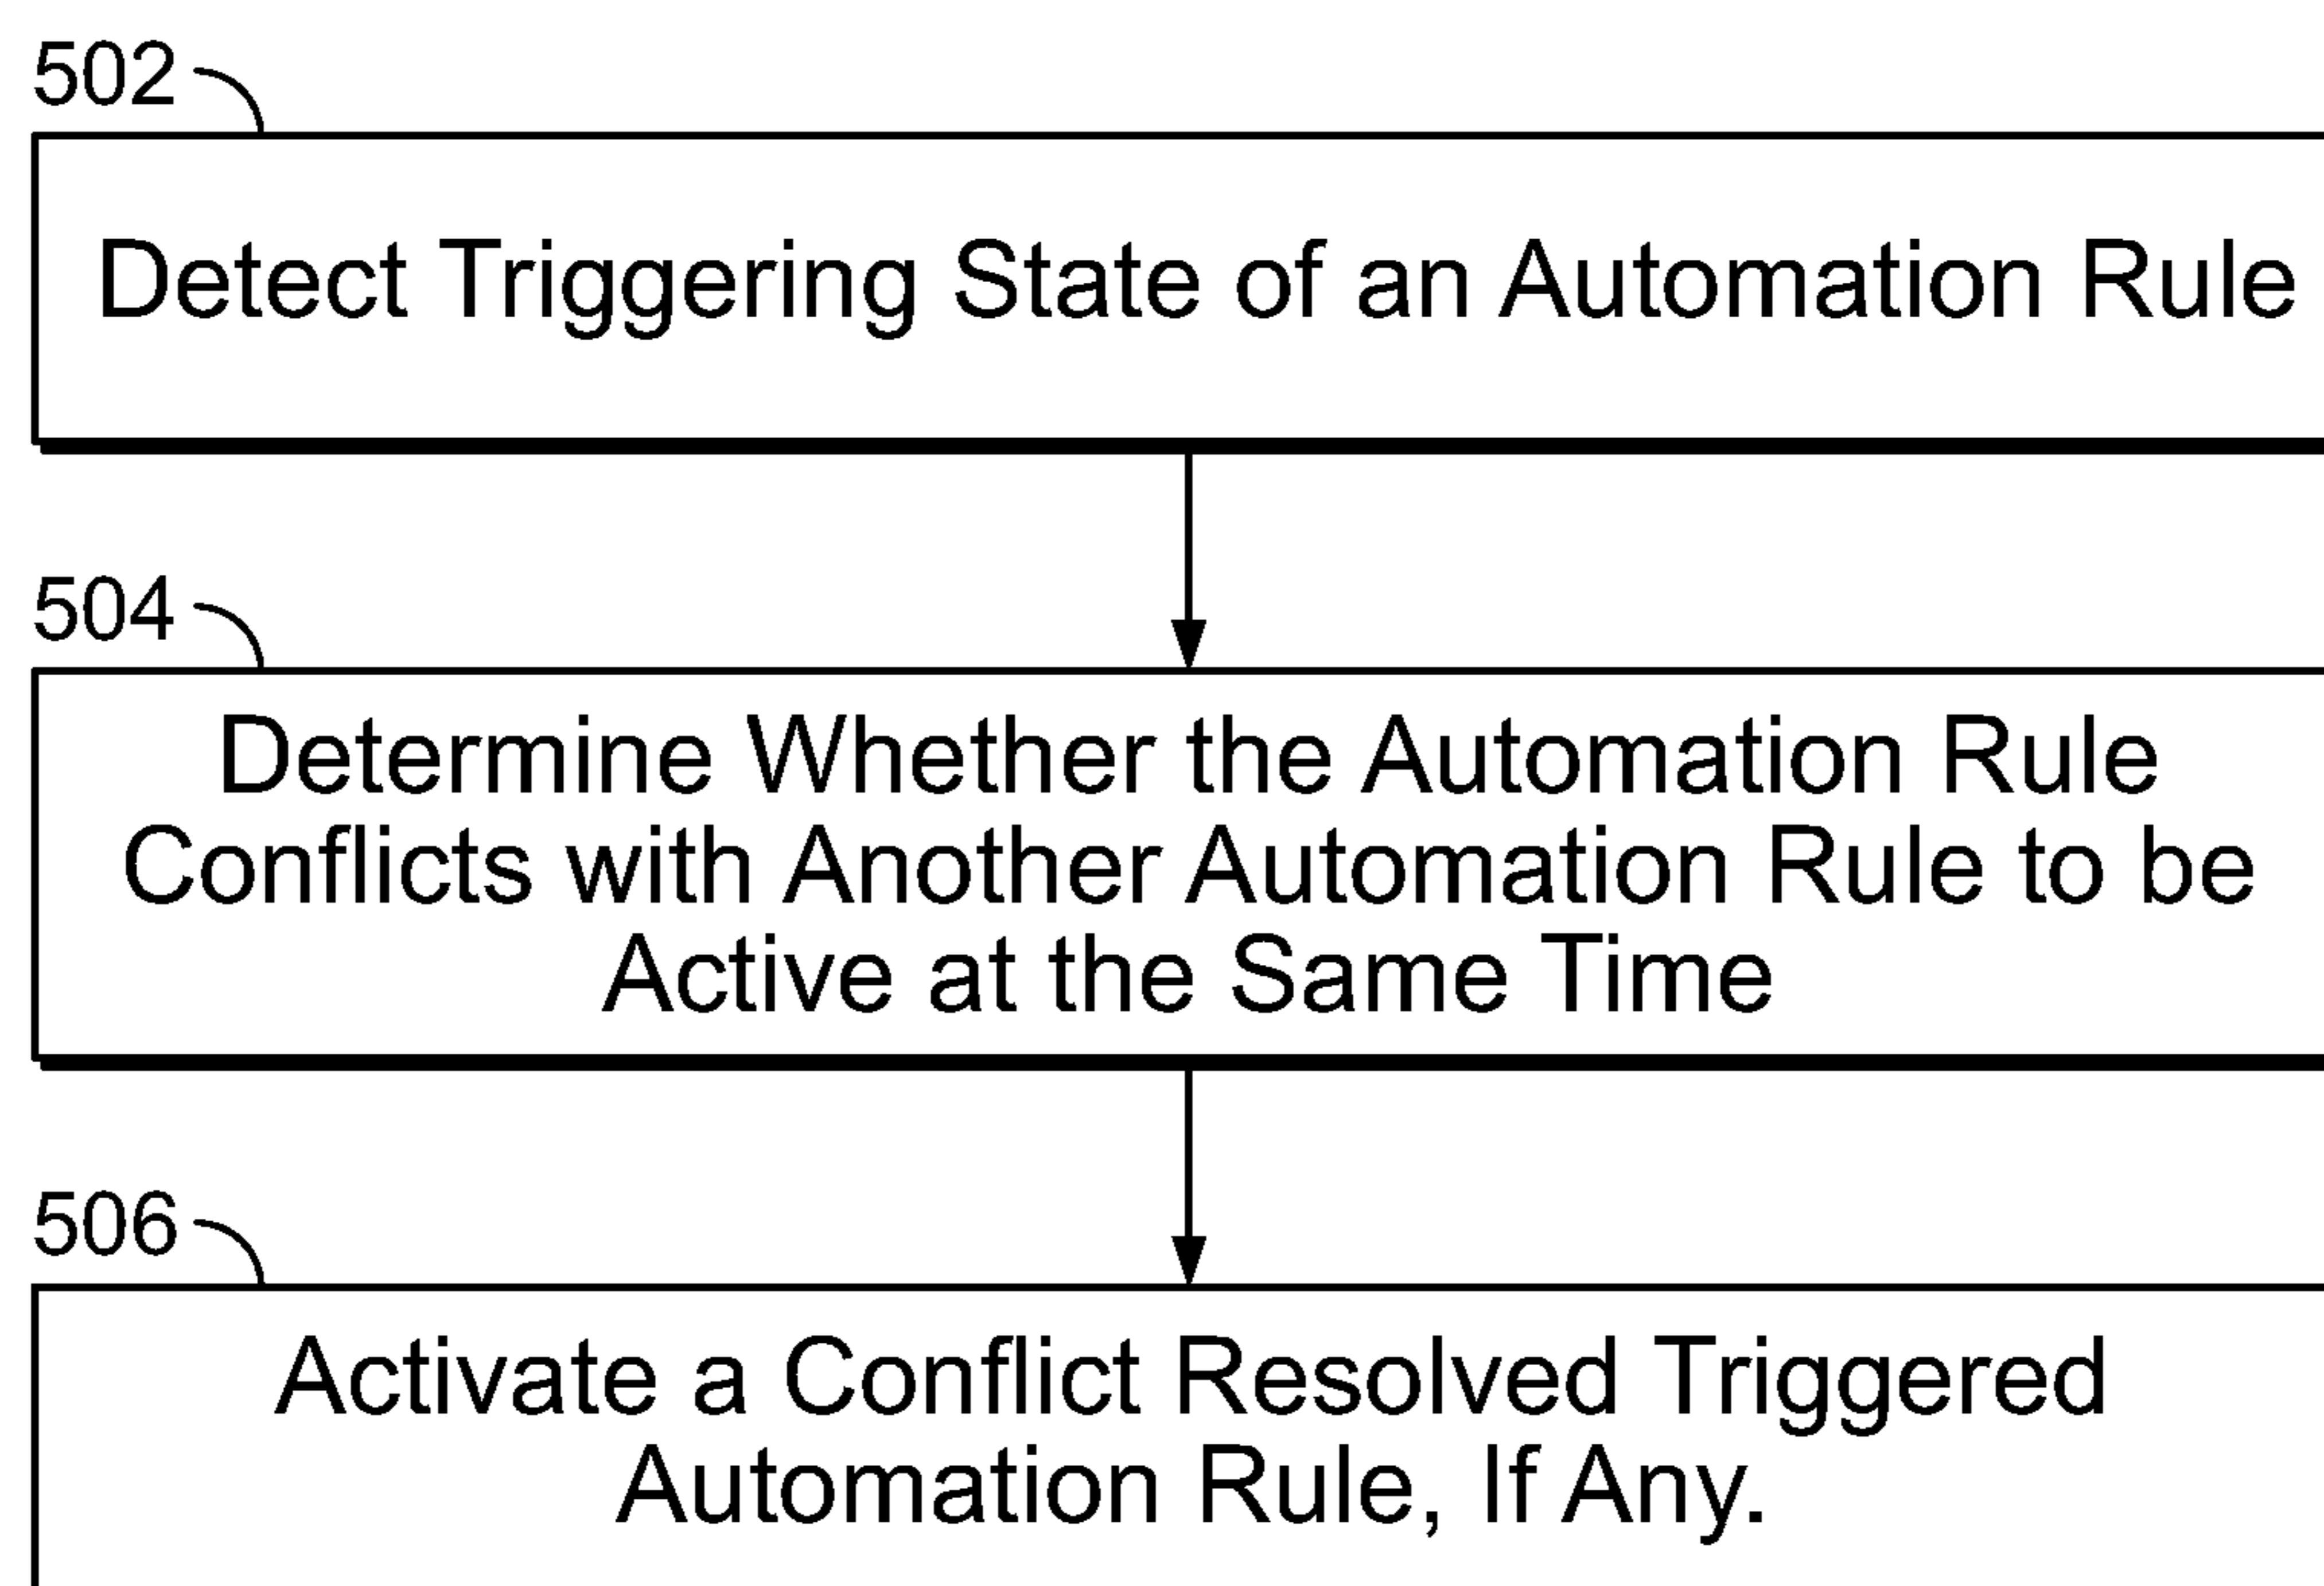 502
Detect Triggering State of an Automation Rule
504
Determine Whether the Automation Rule
Conflicts with Another Automation Rule to be
Active at the Same Time
506
Activate a Conflict Resolved Triggered
Automation Rule, If Any.